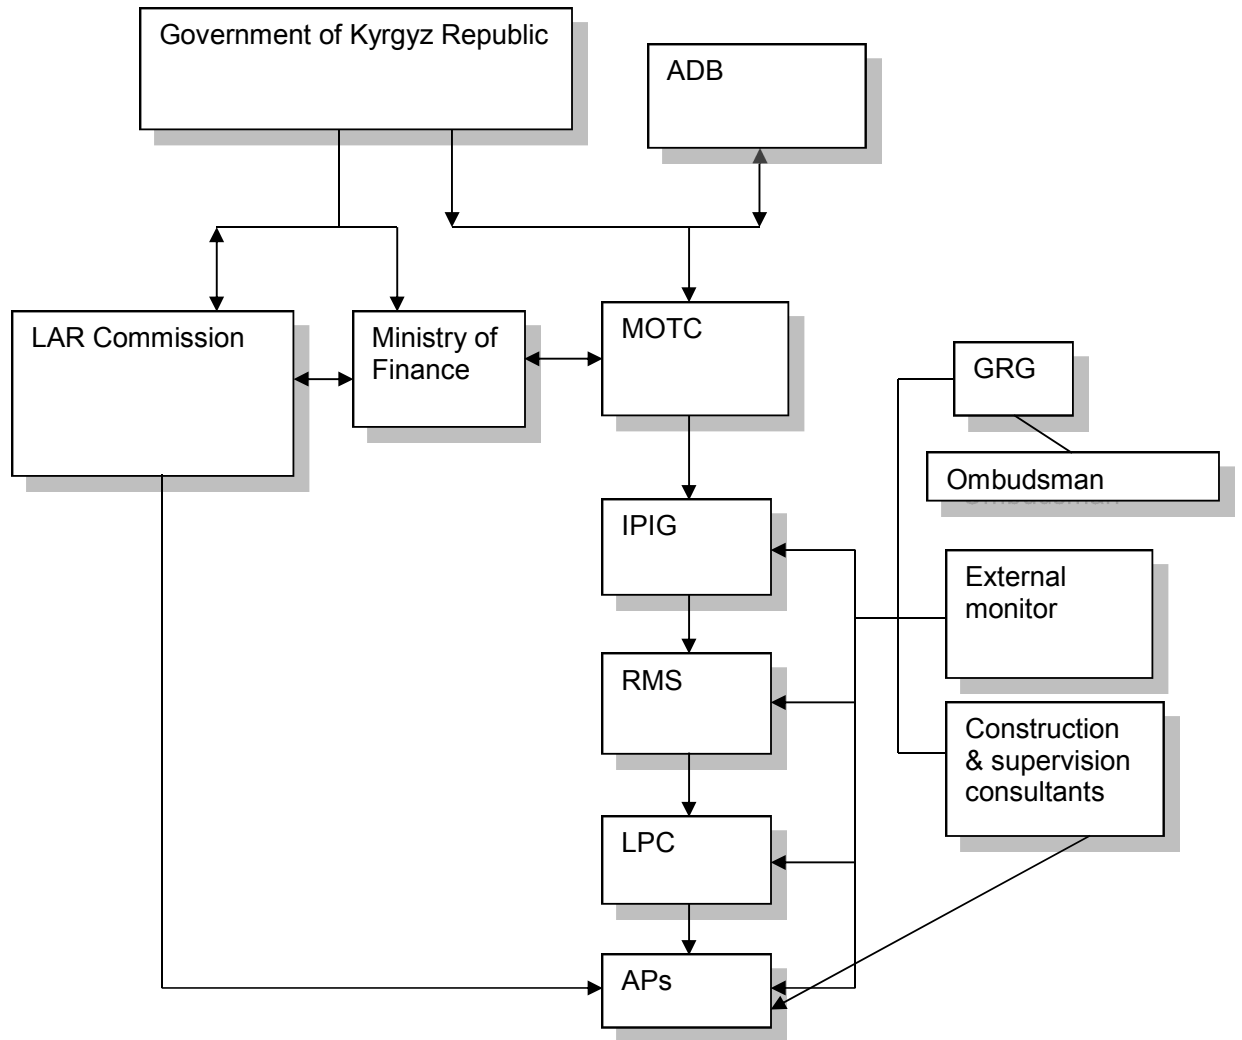 Government of Kyrgyz Republic
ADB
LAR Commission
Ministry of
Finance
MOTC
GRG
Ombudsman
IPIG
External
monitor
RMS
Construction
& supervision
consultants
LPC
APs